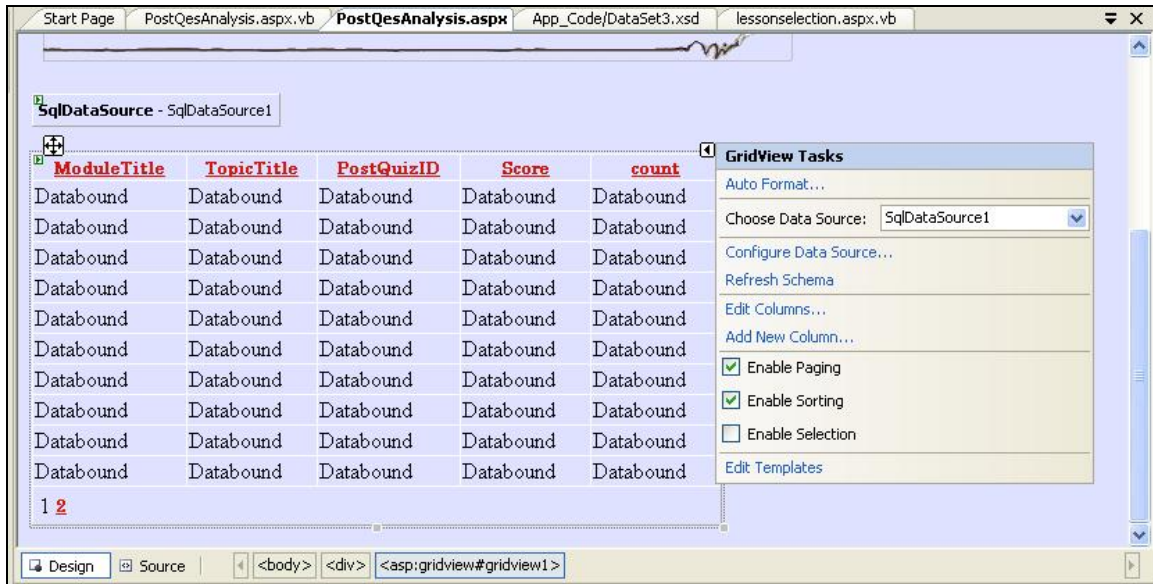 Start Page PostQesAnalysis.aspx.vb PostQesAnalysis.aspx App_Code/DataSet3.xsd lessonselection.aspx.vb
SqlDataSource - SqlDataSource1
ModuleTitle TopicTitle PostQuizID Score count
Databound Databound Databound Databound Databound
Databound Databound Databound Databound Databound
Databound Databound Databound Databound Databound
Databound Databound Databound Databound Databound
Databound Databound Databound Databound Databound
Databound Databound Databound Databound Databound
Databound Databound Databound Databound Databound
Databound Databound Databound Databound Databound
Databound Databound Databound Databound Databound
Databound Databound Databound Databound Databound
1 2
GridView Tasks
Auto Format...
Choose Data Source: SqlDataSource1
Configure Data Source...
Refresh Schema
Edit Columns...
Add New Column...
Enable Paging
Enable Sorting
Enable Selection
Edit Templates
Design Source <body> <div> <asp:gridview#gridview1>